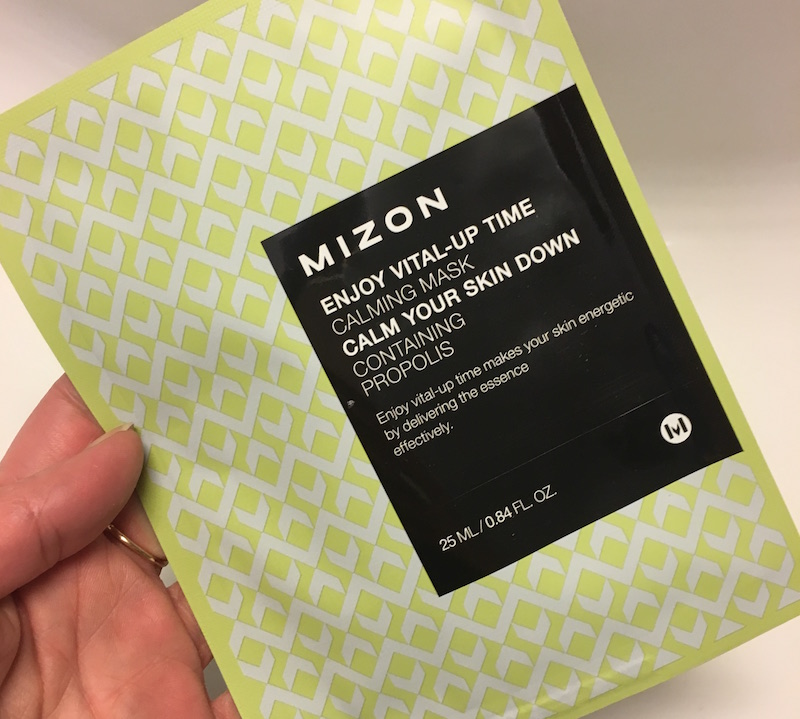 MIZON
ENJOY VITAL-UP TIME
CALMING MASK
CALM YOUR SKIN DOWN
CONTAINING
PROPOLIS
Enjoy vital-up time makes your skin energetic
by delivering the essence
effectively.
M
25 ML / 0.84 FL. OZ.